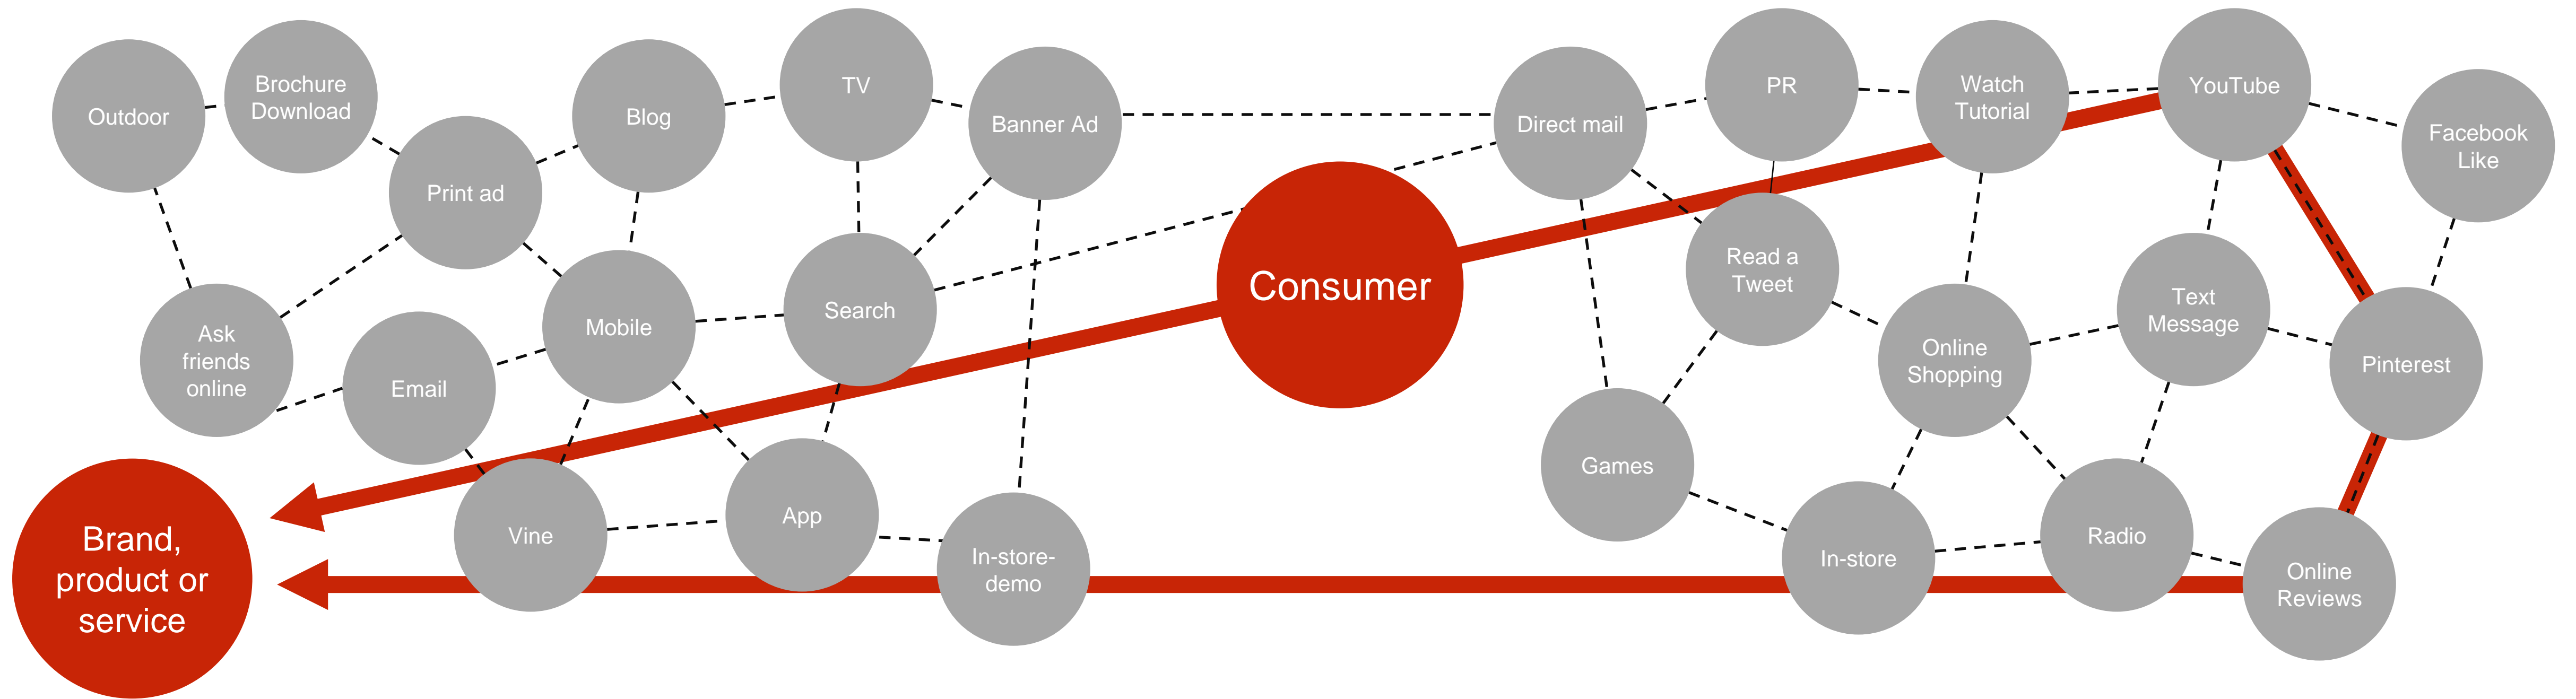 Outdoor
Brochure
Download
Print ad
Blog
TV
Banner Ad
Ask
friends
online
Email
Mobile
Search
Vine
App
In-store-
demo
Brand,
product or
service
Consumer
Direct mail
PR
Watch
Tutorial
YouTube
Facebook
Like
Read a
Tweet
Online
Shopping
Text
Message
Pinterest
Games
In-store
Radio
Online
Reviews